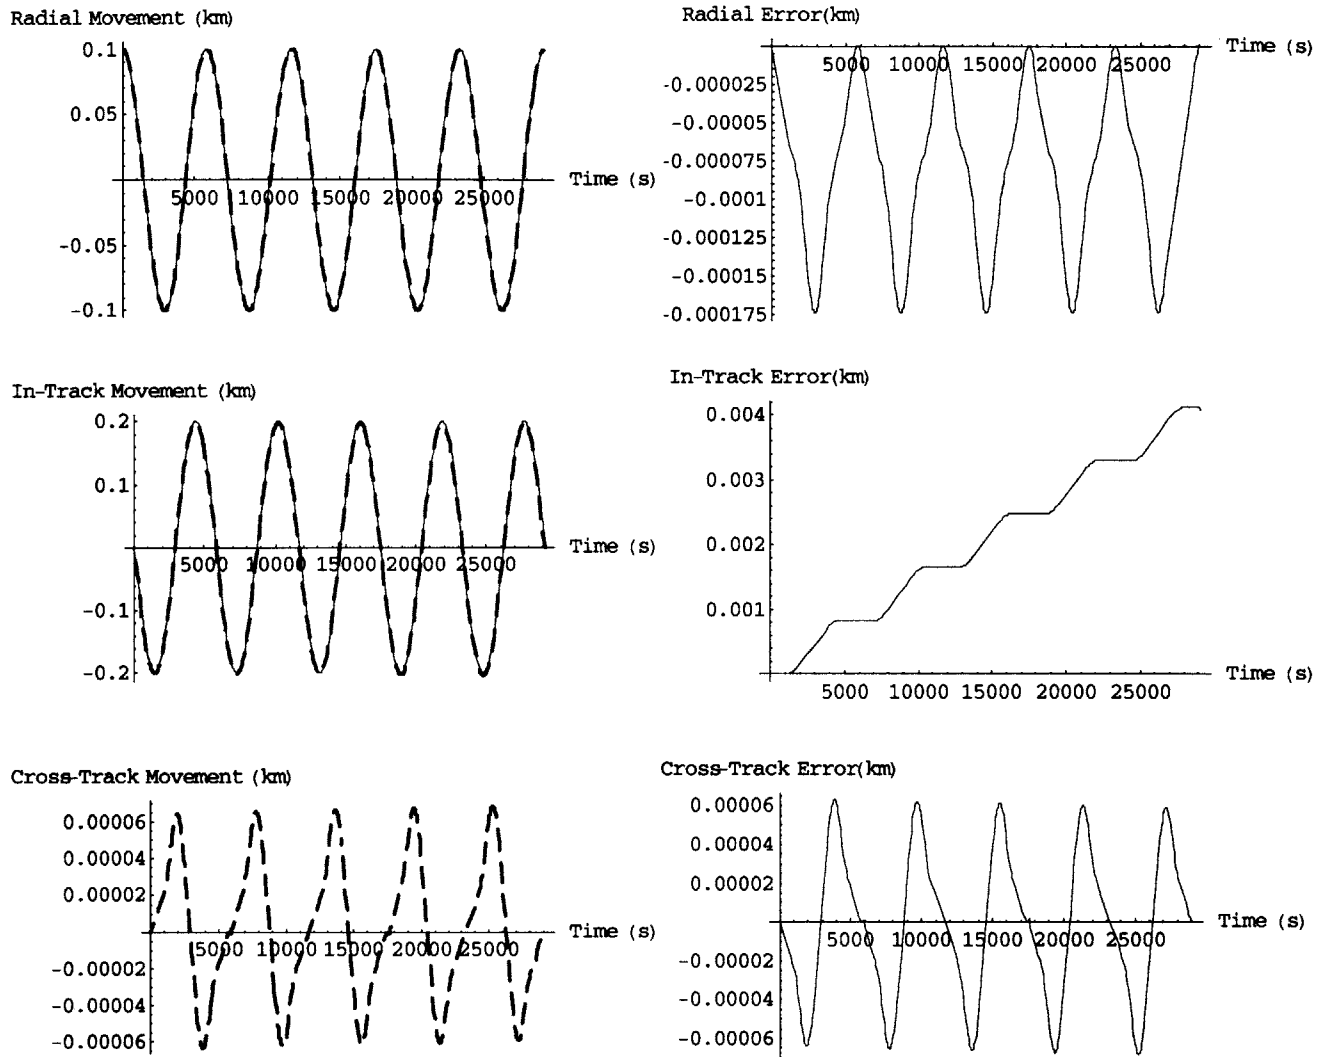 Radial Movement (km)
0.1
0.05
-0.05
-0.1
5000 10000 15000 20000 25000
Time (s)
Radial Error(km)
Time (s)
5000 10000 15000 20000 25000
-0.000025
-0.00005
-0.000075
-0.0001
-0.000125
-0.00015
-0.000175
In-Track Movement (km)
0.2
0.1
-0.1
-0.2
5000 10000 15000 20000 25000
Time (s)
In-Track Error(km)
0.004
0.003
0.002
0.001
5000 10000 15000 20000 25000
Time (s)
Cross-Track Movement (km)
0.00006
0.00004
0.00002
-0.00002
-0.00004
-0.00006
5000 10000 15000 20000 25000
Time (s)
Cross-Track Error(km)
0.00006
0.00004
0.00002
-0.00002
-0.00004
-0.00006
5000 10000 15000 20000 25000
Time (s)